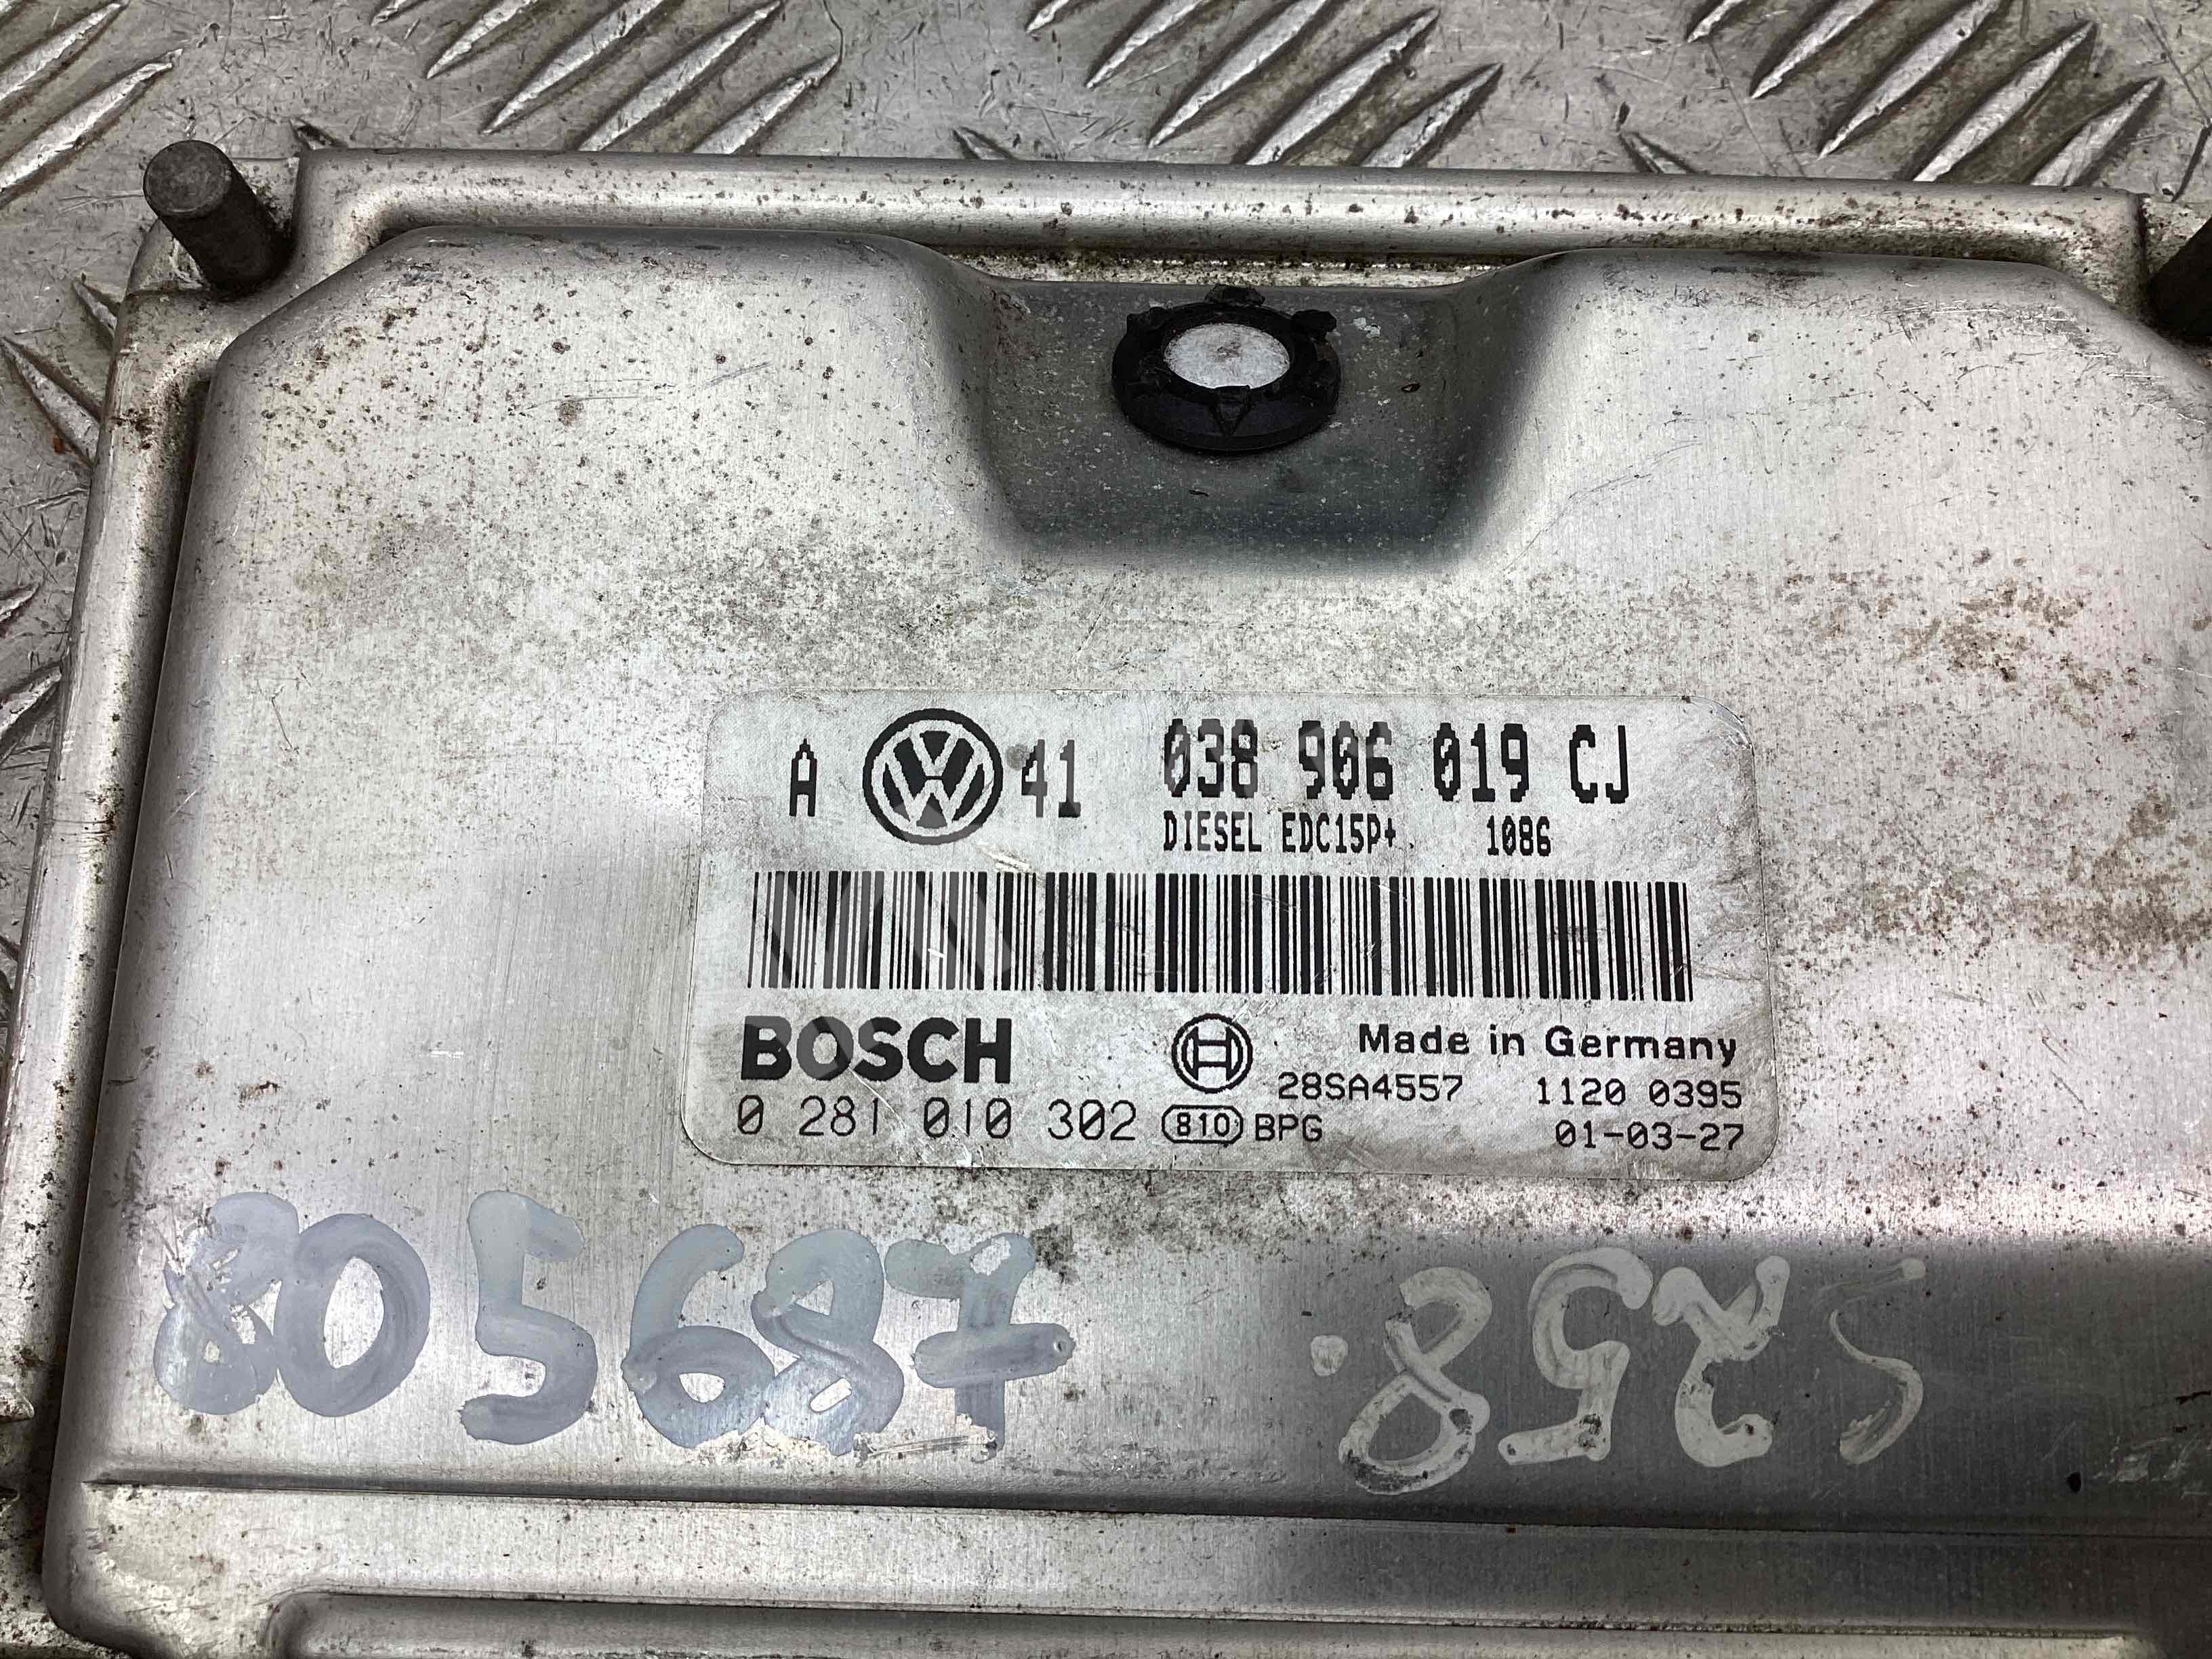 A 41 038 906 019 CJ
DIESEL EDC15P+ 1086
BOSCH
Made in Germany
28SA4557 1120 0395
0 281 010 302 810 BPG 01-03-27
805687
8525